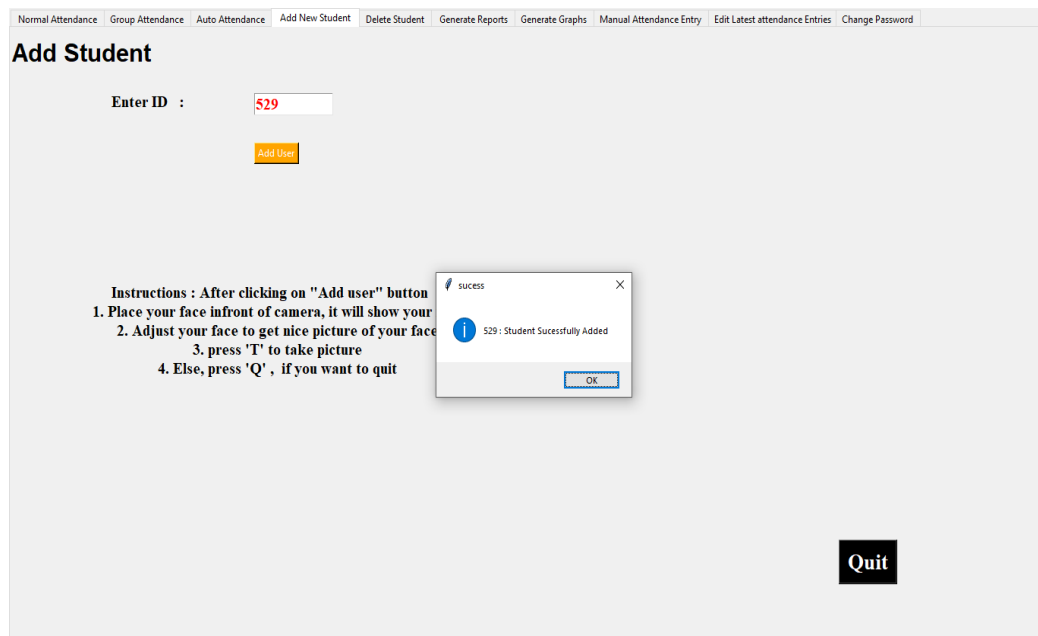 Normal Attendance Group Attendance Auto Attendance Add New Student Delete Student Generate Reports Generate Graphs Manual Attendance Entry Edit Latest attendance Entries Change Password
Add Student
Enter ID : 529
Add User
Instructions : After clicking on "Add user" button
1. Place your face infront of camera, it will show your
2. Adjust your face to get nice picture of your face
3. press 'T' to take picture
4. Else, press 'Q' , if you want to quit
sucess
529 : Student Sucessfully Added
OK
Quit